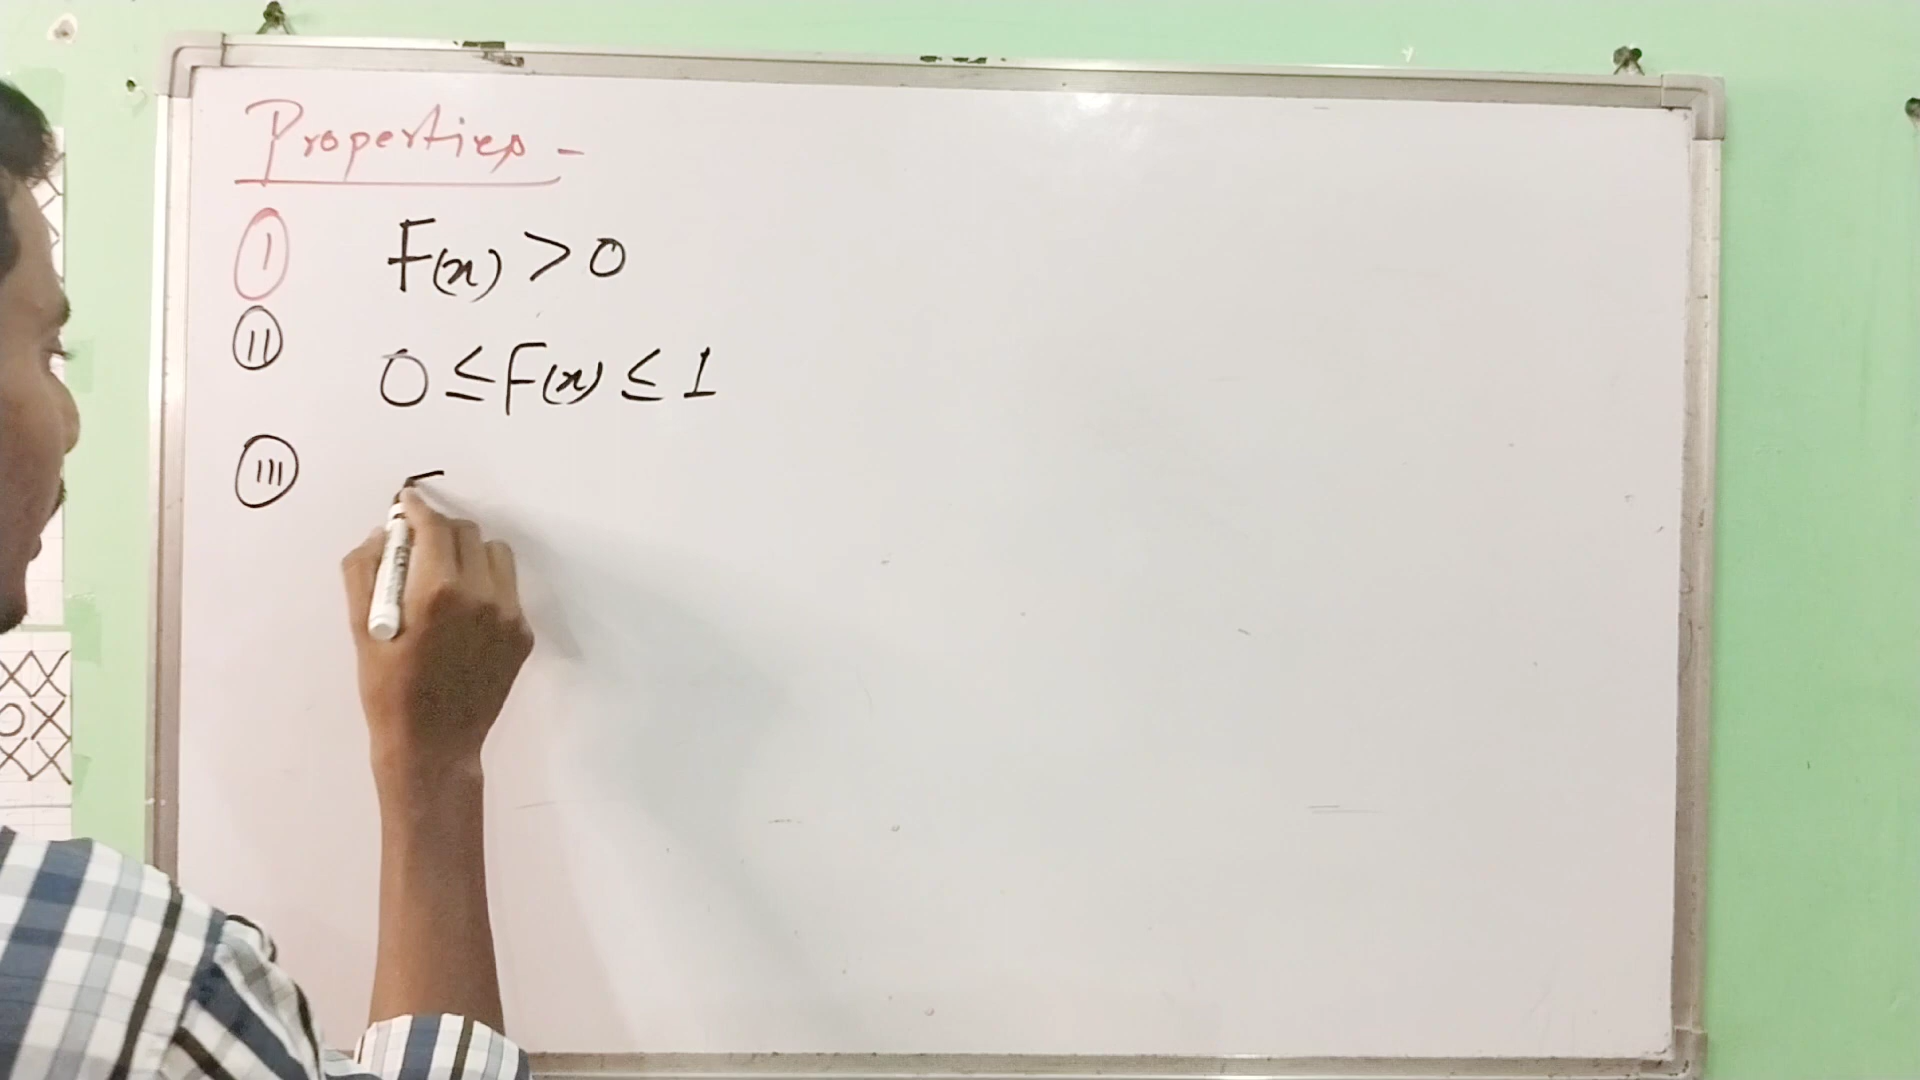 Properties -
(I) F(x) > 0
(II) 0 ≤ F(x) ≤ 1
(III)